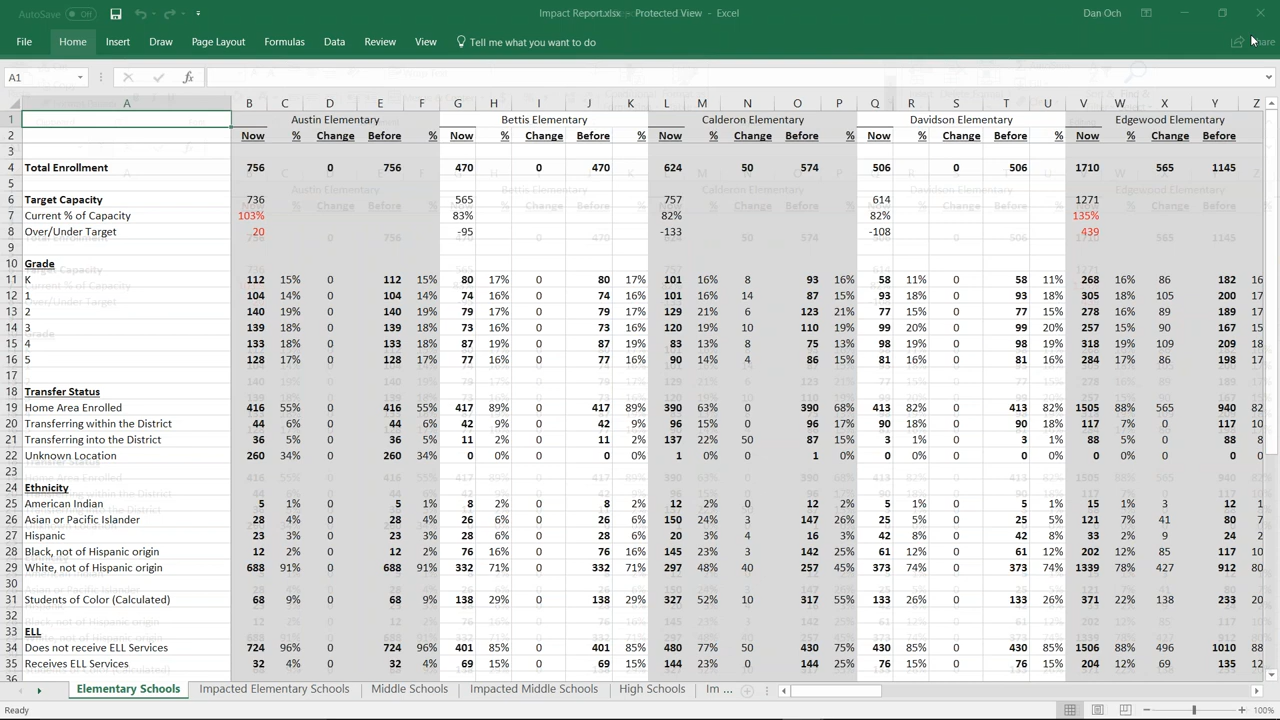 AutoSave Off Impact Report.xlsx - Protected View - Excel Dan Och
File Home Insert Draw Page Layout Formulas Data Review View Tell me what you want to do Share
A1 fx
A B C D E F G H I J K L M N O P Q R S T U V W X Y Z
1 Austin Elementary Bettis Elementary Calderon Elementary Davidson Elementary Edgewood Elementary
2 Now % Change Before % Now % Change Before % Now % Change Before % Now % Change Before % Now % Change Before
3
4 Total Enrollment 756 0 756 470 0 470 624 50 574 506 0 506 1710 565 1145
5
6 Target Capacity 736 565 757 614 1271
7 Current % of Capacity 103% 83% 82% 82% 135%
8 Over/Under Target 20 -95 -133 -108 439
9
10 Grade
11 K 112 15% 0 112 15% 80 17% 0 80 17% 101 16% 8 93 16% 58 11% 0 58 11% 268 16% 86 182 16
12 1 104 14% 0 104 14% 74 16% 0 74 16% 101 16% 14 87 15% 93 18% 0 93 18% 305 18% 105 200 17
13 2 140 19% 0 140 19% 79 17% 0 79 17% 129 21% 6 123 21% 77 15% 0 77 15% 278 16% 89 189 17
14 3 139 18% 0 139 18% 73 16% 0 73 16% 120 19% 10 110 19% 99 20% 0 99 20% 257 15% 90 167 15
15 4 133 18% 0 133 18% 87 19% 0 87 19% 83 13% 8 75 13% 98 19% 0 98 19% 318 19% 109 209 18
16 5 128 17% 0 128 17% 77 16% 0 77 16% 90 14% 4 86 15% 81 16% 0 81 16% 284 17% 86 198 17
17
18 Transfer Status
19 Home Area Enrolled 416 55% 0 416 55% 417 89% 0 417 89% 390 63% 0 390 68% 413 82% 0 413 82% 1505 88% 565 940 82
20 Transferring within the District 44 6% 0 44 6% 42 9% 0 42 9% 96 15% 0 96 17% 90 18% 0 90 18% 117 7% 0 117 10
21 Transferring into the District 36 5% 0 36 5% 11 2% 0 11 2% 137 22% 50 87 15% 3 1% 0 3 1% 88 5% 0 88 8
22 Unknown Location 260 34% 0 260 34% 0 0% 0 0 0% 1 0% 0 1 0% 0 0% 0 0 0% 0 0% 0 0 0
23
24 Ethnicity
25 American Indian 5 1% 0 5 1% 8 2% 0 8 2% 12 2% 0 12 2% 5 1% 0 5 1% 15 1% 3 12 1
26 Asian or Pacific Islander 28 4% 0 28 4% 26 6% 0 26 6% 150 24% 3 147 26% 25 5% 0 25 5% 121 7% 41 80 7
27 Hispanic 23 3% 0 23 3% 28 6% 0 28 6% 20 3% 4 16 3% 42 8% 0 42 8% 33 2% 9 24 2
28 Black, not of Hispanic origin 12 2% 0 12 2% 76 16% 0 76 16% 145 23% 3 142 25% 61 12% 0 61 12% 202 12% 85 117 10
29 White, not of Hispanic origin 688 91% 0 688 91% 332 71% 0 332 71% 297 48% 40 257 45% 373 74% 0 373 74% 1339 78% 427 912 80
30
31 Students of Color (Calculated) 68 9% 0 68 9% 138 29% 0 138 29% 327 52% 10 317 55% 133 26% 0 133 26% 371 22% 138 233 20
32
33 ELL
34 Does not receive ELL Services 724 96% 0 724 96% 401 85% 0 401 85% 480 77% 50 430 75% 430 85% 0 430 85% 1506 88% 496 1010 88
35 Receives ELL Services 32 4% 0 32 4% 69 15% 0 69 15% 144 23% 0 144 25% 76 15% 0 76 15% 204 12% 69 135 12
36
Elementary Schools Impacted Elementary Schools Middle Schools Impacted Middle Schools High Schools Im ...
Ready 100%